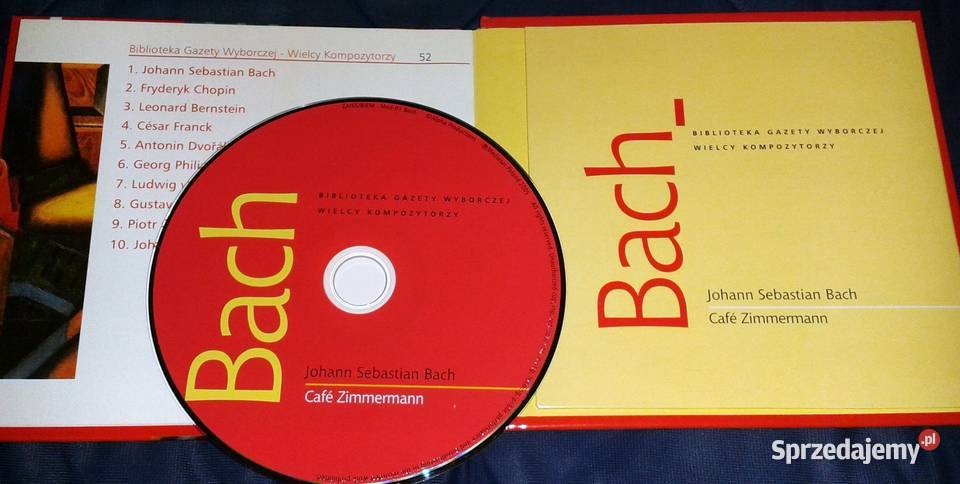 Biblioteka Gazety Wyborczej - Wielcy Kompozytorzy 52
1. Johann Sebastian Bach
2. Fryderyk Chopin
3. Leonard Bernstein
4. César Franck
5. Antonin Dvořá
6. Georg Phili
7. Ludwig v
8. Gustav
9. Piotr
10. Joh
Bach
BIBLIOTEKA GAZETY WYBORCZEJ
WIELCY KOMPOZYTORZY
Johann Sebastian Bach
Café Zimmermann
Bach_
BIBLIOTEKA GAZETY WYBORCZEJ
WIELCY KOMPOZYTORZY
Johann Sebastian Bach
Café Zimmermann
Sprzedajemy.pl